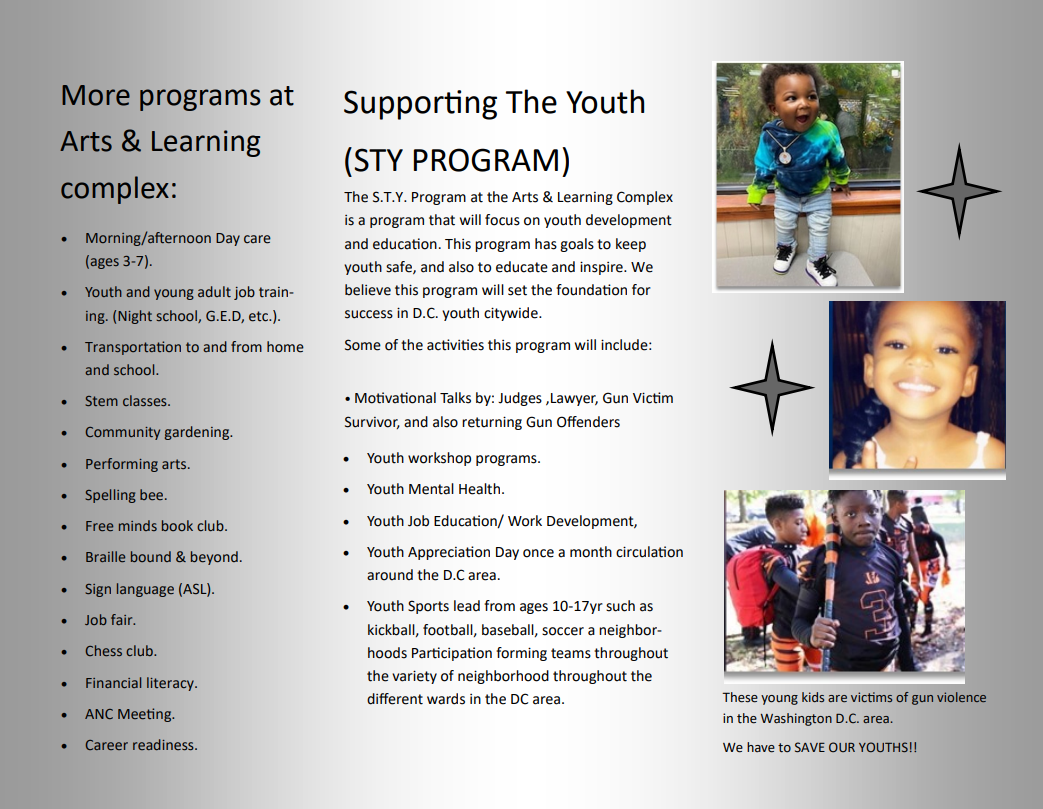 More programs at
Arts & Learning
complex:
• Morning/afternoon Day care
(ages 3-7).
• Youth and young adult job train-
ing. (Night school, G.E.D, etc.).
• Transportation to and from home
and school.
• Stem classes.
• Community gardening.
• Performing arts.
• Spelling bee.
• Free minds book club.
• Braille bound & beyond.
• Sign language (ASL).
• Job fair.
• Chess club.
• Financial literacy.
• ANC Meeting.
• Career readiness.
Supporting The Youth
(STY PROGRAM)
The S.T.Y. Program at the Arts & Learning Complex
is a program that will focus on youth development
and education. This program has goals to keep
youth safe, and also to educate and inspire. We
believe this program will set the foundation for
success in D.C. youth citywide.
Some of the activities this program will include:
• Motivational Talks by: Judges ,Lawyer, Gun Victim
Survivor, and also returning Gun Offenders
• Youth workshop programs.
• Youth Mental Health.
• Youth Job Education/ Work Development,
• Youth Appreciation Day once a month circulation
around the D.C area.
• Youth Sports lead from ages 10-17yr such as
kickball, football, baseball, soccer a neighbor-
hoods Participation forming teams throughout
the variety of neighborhood throughout the
different wards in the DC area.
3
These young kids are victims of gun violence
in the Washington D.C. area.
We have to SAVE OUR YOUTHS!!